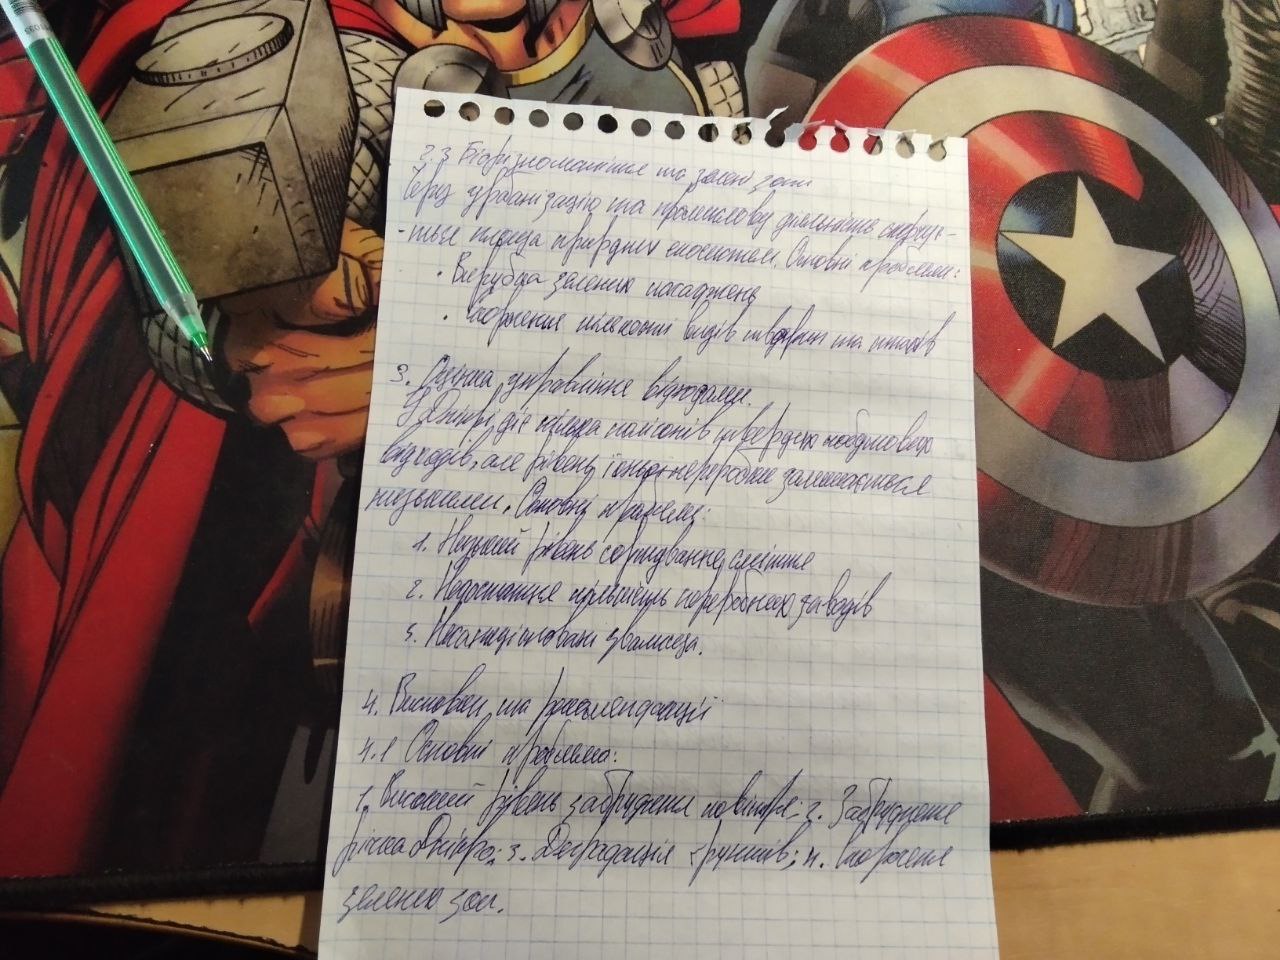 2.3 Біорізноманіття та зелені зони
Через урбанізацію та промислову діяльність скорочу-
-ться площа природних екосистем. Основні проблеми:
• Вирубка зелених насаджень
• Скорочення кількості видів тварин та птахів
3. Оцінка управління відходами.
У Дніпрі діє кілька полігонів твердих побутових
відходів, але рівень їхньої переробки залишається
низьким. Основні проблеми:
1. Низький рівень сортування сміття
2. Недостатня кількість переробних заводів
3. Несанкціоновані звалища.
4. Висновки та рекомендації
4.1 Основні проблеми:
1. Високий рівень забруднення повітря; 2. Забруднення
річки Дніпро; 3. Деградація ґрунтів; 4. Скорочення
зелених зон.